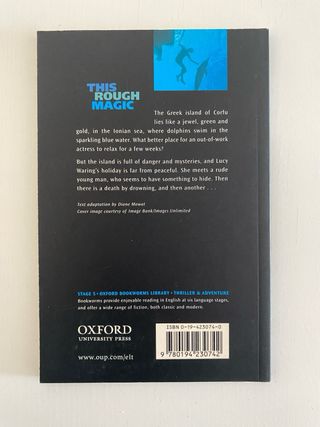 THIS
ROUGH
MAGIC
The Greek island of Corfu
lies like a jewel, green and
gold, in the Ionian sea, where dolphins swim in the
sparkling blue water. What better place for an out-of-work
actress to relax for a few weeks?
But the island is full of danger and mysteries, and Lucy
Waring's holiday is far from peaceful. She meets a rude
young man, who seems to have something to hide. Then
there is a death by drowning, and then another . . .
Text adaptation by Diane Mowat
Cover image courtesy of Image Bank/Images Unlimited
STAGE 5 • OXFORD BOOKWORMS LIBRARY • THRILLER & ADVENTURE
Bookworms provide enjoyable reading in English at six language stages,
and offer a wide range of fiction, both classic and modern.
OXFORD
UNIVERSITY PRESS
www.oup.com/elt
ISBN 0-19-423074-0
9 780194 230742